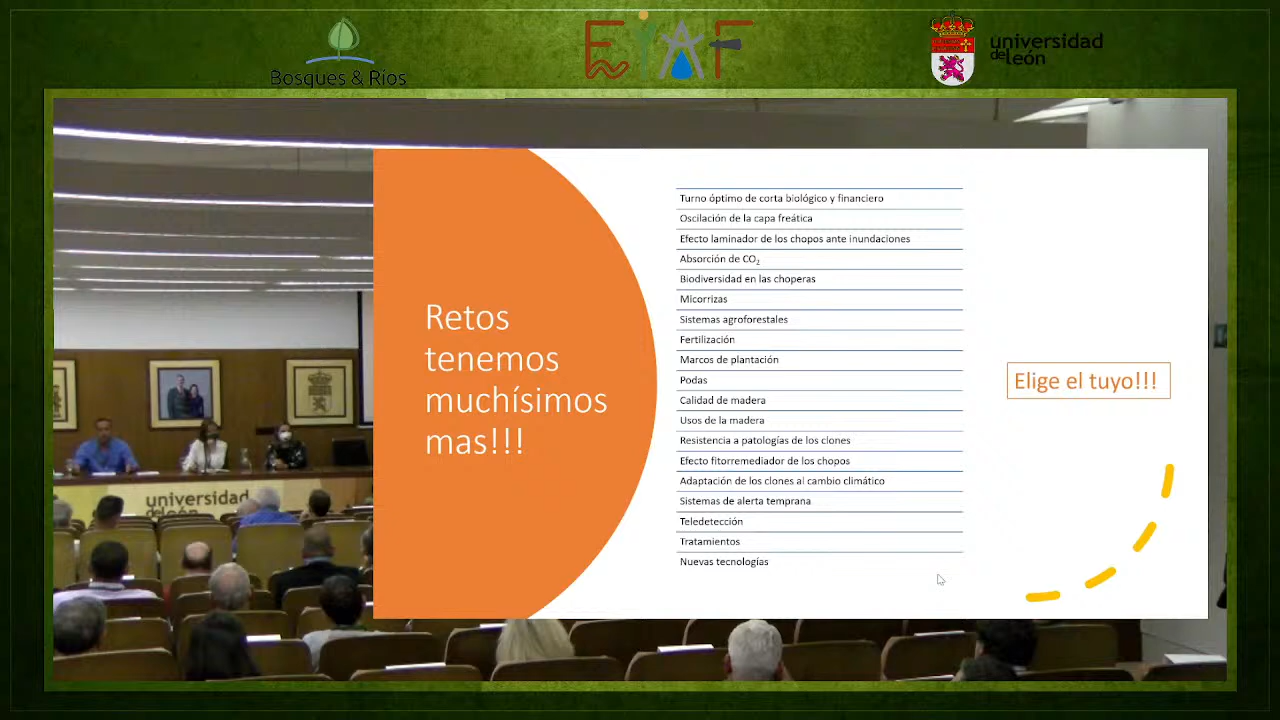 Bosques & Ríos
EIYAF
universidad
de león
Retos
tenemos
muchísimos
mas!!!
Turno óptimo de corta biológico y financiero
Oscilación de la capa freática
Efecto laminador de los chopos ante inundaciones
Absorción de CO₂
Biodiversidad en las choperas
Micorrizas
Sistemas agroforestales
Fertilización
Marcos de plantación
Podas
Calidad de madera
Usos de la madera
Resistencia a patologías de los clones
Efecto fitorremediador de los chopos
Adaptación de los clones al cambio climático
Sistemas de alerta temprana
Teledetección
Tratamientos
Nuevas tecnologías
Elige el tuyo!!!
universidad
de león